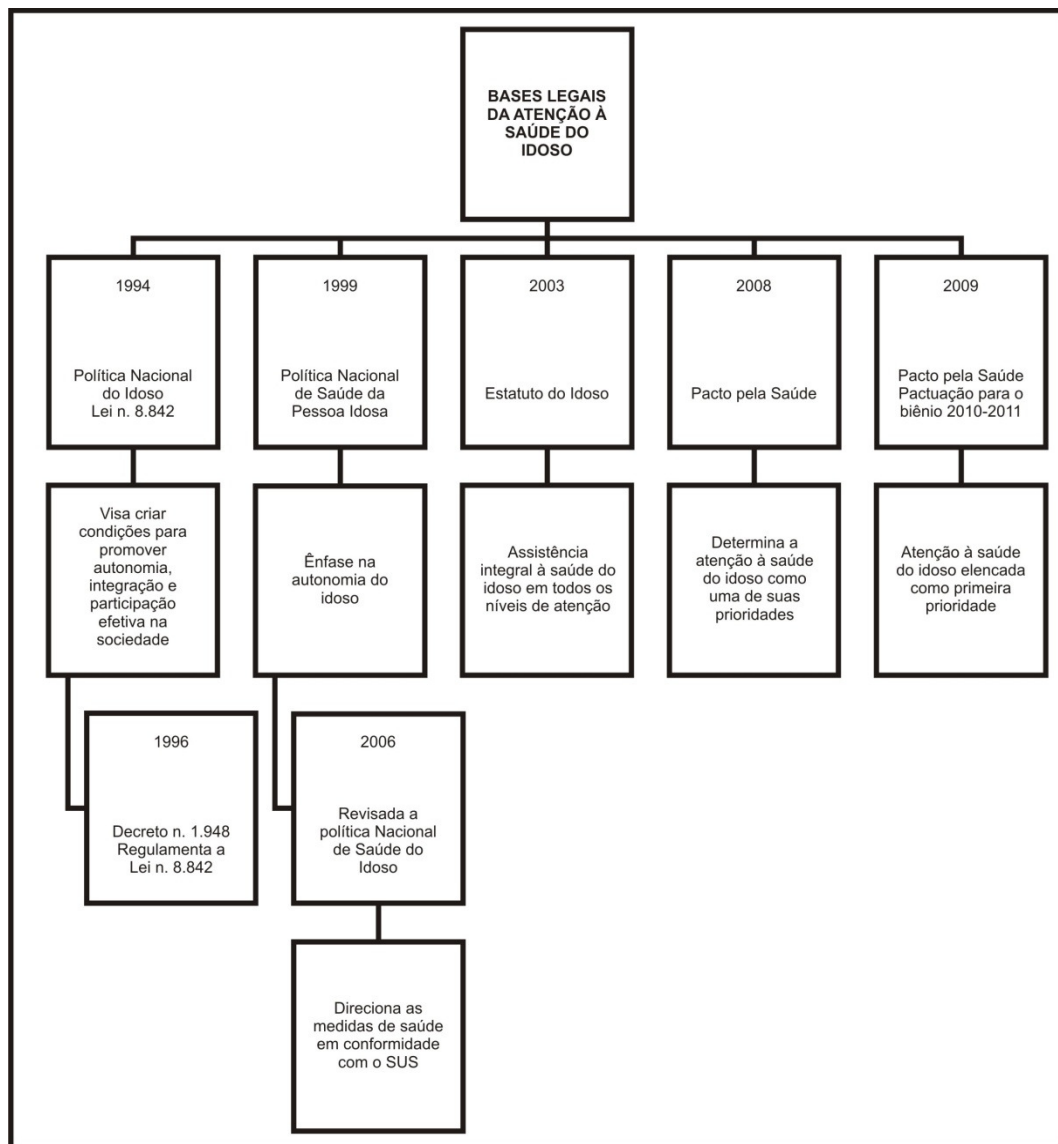 BASES LEGAIS
DA ATENÇÃO À
SAÚDE DO
IDOSO
1994
Política Nacional
do Idoso
Lei n. 8.842
1999
Política Nacional
de Saúde da
Pessoa Idosa
2003
Estatuto do Idoso
2008
Pacto pela Saúde
2009
Pacto pela Saúde
Pactuação para o
biênio 2010-2011
Visa criar
condições para
promover
autonomia,
integração e
participação
efetiva na
sociedade
Ênfase na
autonomia do
idoso
Assistência
integral à saúde do
idoso em todos os
níveis de atenção
Determina a
atenção à saúde
do idoso como
uma de suas
prioridades
Atenção à saúde
do idoso elencada
como primeira
prioridade
1996
Decreto n. 1.948
Regulamenta a
Lei n. 8.842
2006
Revisada a
política Nacional
de Saúde do
Idoso
Direciona as
medidas de saúde
em conformidade
com o SUS